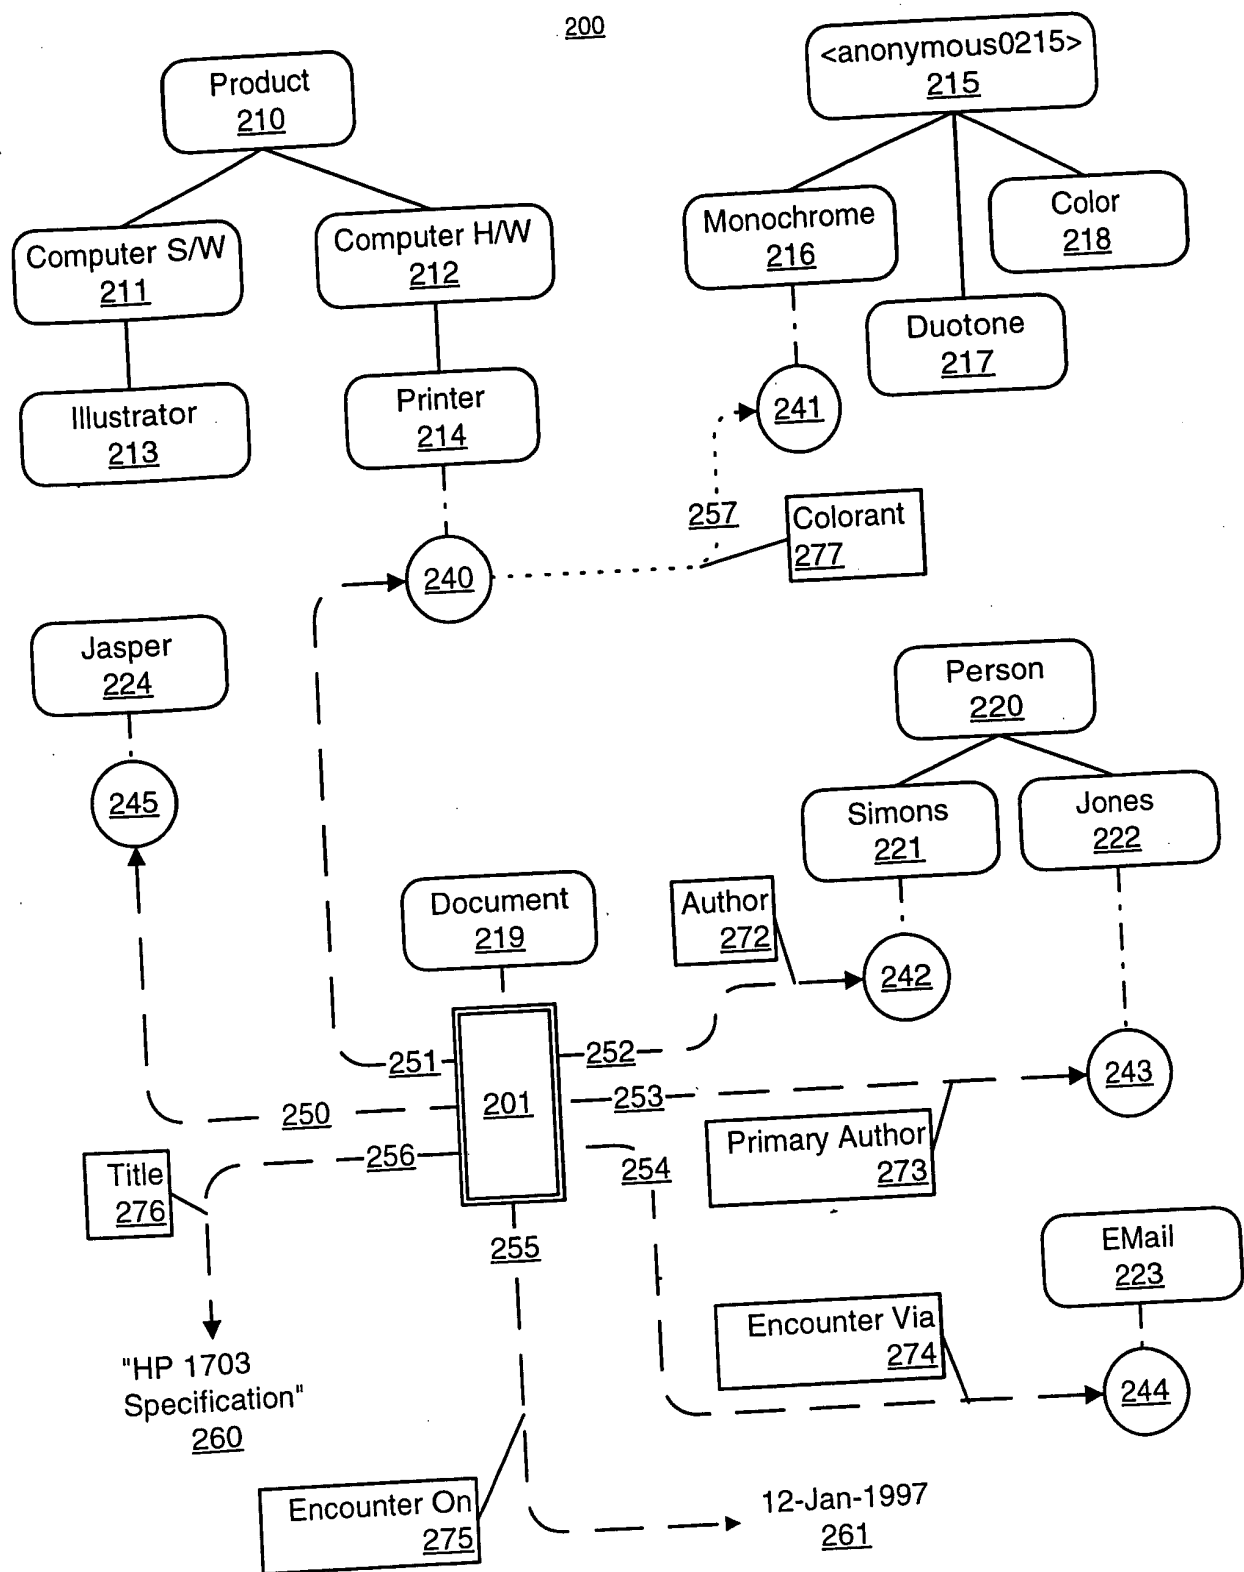 200
Product
210
<anonymous0215>
215
Computer S/W
211
Computer H/W
212
Monochrome
216
Color
218
Duotone
217
Illustrator
213
Printer
214
241
257
Colorant
277
240
Jasper
224
Person
220
245
Simons
221
Jones
222
Document
219
Author
272
242
251
252
243
250
201
253
256
254
Primary Author
273
Title
276
255
EMail
223
Encounter Via
274
244
"HP 1703
Specification"
260
Encounter On
275
12-Jan-1997
261